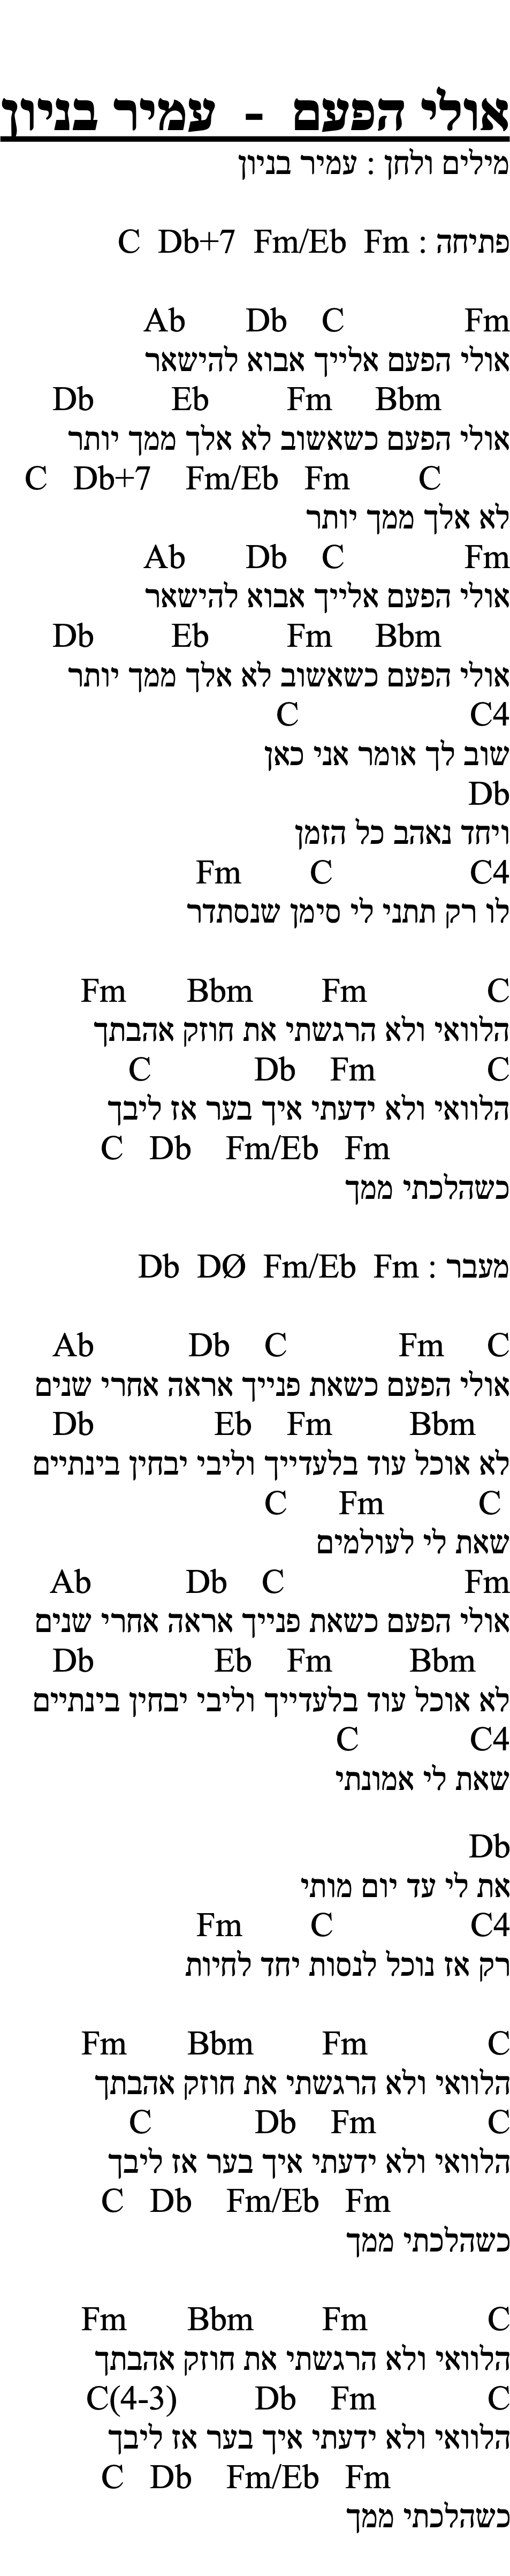 אולי הפעם - עמיר בניון
מילים ולחן : עמיר בניון
פתיחה : C Db+7 Fm/Eb Fm
Ab Db C Fm
אולי הפעם אלייך אבוא להישאר
Db Eb Fm Bbm
אולי הפעם כשאשוב לא אלך ממך יותר
C Db+7 Fm/Eb Fm C
לא אלך ממך יותר
Ab Db C Fm
אולי הפעם אלייך אבוא להישאר
Db Eb Fm Bbm
אולי הפעם כשאשוב לא אלך ממך יותר
C C4
שוב לך אומר אני כאן
Db
ויחד נאהב כל הזמן
Fm C C4
לו רק תתני לי סימן שנסתדר
Fm Bbm Fm C
הלוואי ולא הרגשתי את חוזק אהבתך
C Db Fm C
הלוואי ולא ידעתי איך בער אז ליבך
C Db Fm/Eb Fm
כשהלכתי ממך
מעבר : Db DØ Fm/Eb Fm
Ab Db C Fm C
אולי הפעם כשאת פנייך אראה אחרי שנים
Db Eb Fm Bbm
לא אוכל עוד בלעדייך וליבי יבחין בינתיים
C Fm C
שאת לי לעולמים
Ab Db C Fm
אולי הפעם כשאת פנייך אראה אחרי שנים
Db Eb Fm Bbm
לא אוכל עוד בלעדייך וליבי יבחין בינתיים
C C4
שאת לי אמונתי
Db
את לי עד יום מותי
Fm C C4
רק אז נוכל לנסות יחד לחיות
Fm Bbm Fm C
הלוואי ולא הרגשתי את חוזק אהבתך
C Db Fm C
הלוואי ולא ידעתי איך בער אז ליבך
C Db Fm/Eb Fm
כשהלכתי ממך
Fm Bbm Fm C
הלוואי ולא הרגשתי את חוזק אהבתך
C(4-3) Db Fm C
הלוואי ולא ידעתי איך בער אז ליבך
C Db Fm/Eb Fm
כשהלכתי ממך